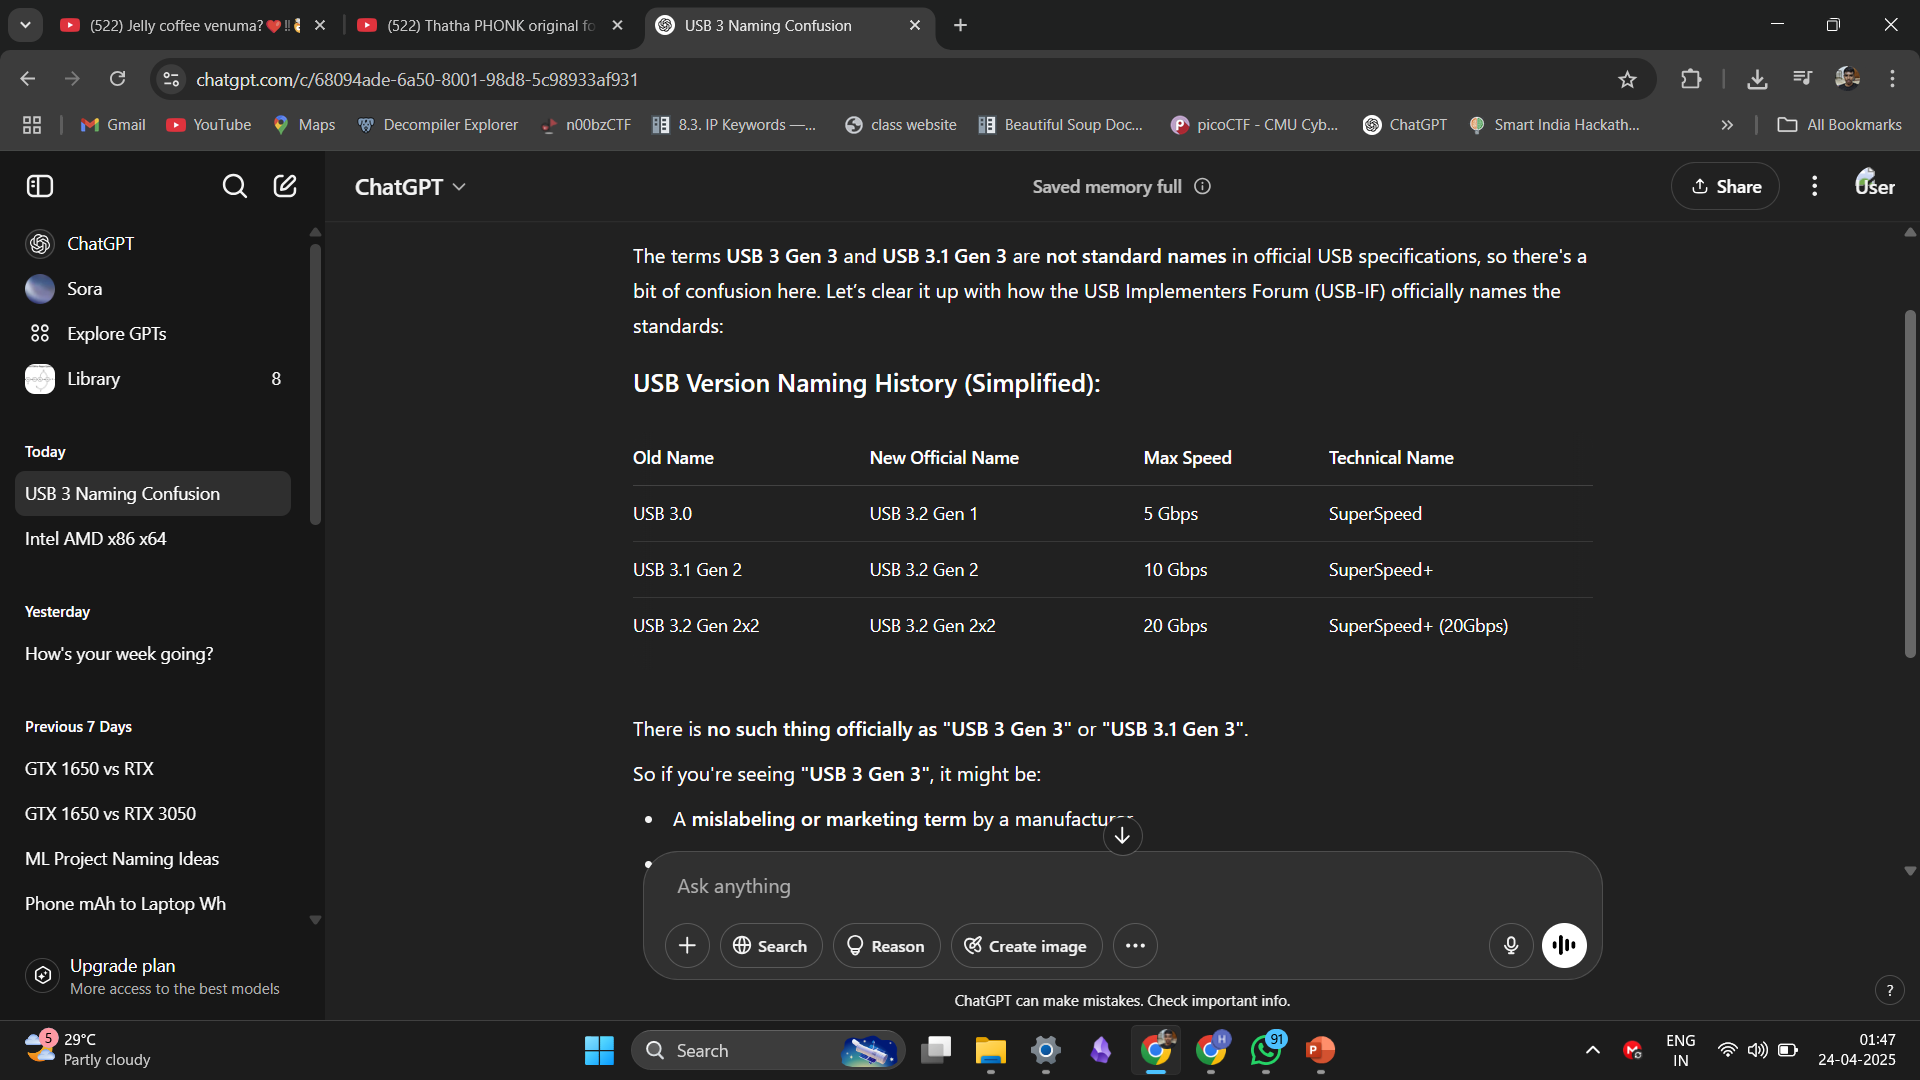 (522) Jelly coffee venuma?❤️‼️
(522) Thatha PHONK original fo
USB 3 Naming Confusion
chatgpt.com/c/68094ade-6a50-8001-98d8-5c98933af931
Gmail
YouTube
Maps
Decompiler Explorer
n00bzCTF
8.3. IP Keywords —...
class website
Beautiful Soup Doc...
picoCTF - CMU Cyb...
ChatGPT
Smart India Hackath...
All Bookmarks
ChatGPT
Saved memory full
Share
User
ChatGPT
Sora
Explore GPTs
Library 8
Today
USB 3 Naming Confusion
Intel AMD x86 x64
Yesterday
How's your week going?
Previous 7 Days
GTX 1650 vs RTX
GTX 1650 vs RTX 3050
ML Project Naming Ideas
Phone mAh to Laptop Wh
Upgrade plan
More access to the best models
The terms USB 3 Gen 3 and USB 3.1 Gen 3 are not standard names in official USB specifications, so there's a
bit of confusion here. Let's clear it up with how the USB Implementers Forum (USB-IF) officially names the
standards:
USB Version Naming History (Simplified):
Old Name New Official Name Max Speed Technical Name
USB 3.0 USB 3.2 Gen 1 5 Gbps SuperSpeed
USB 3.1 Gen 2 USB 3.2 Gen 2 10 Gbps SuperSpeed+
USB 3.2 Gen 2x2 USB 3.2 Gen 2x2 20 Gbps SuperSpeed+ (20Gbps)
There is no such thing officially as "USB 3 Gen 3" or "USB 3.1 Gen 3".
So if you're seeing "USB 3 Gen 3", it might be:
• A mislabeling or marketing term by a manufacturer
Ask anything
Search
Reason
Create image
ChatGPT can make mistakes. Check important info.
?
5
29°C
Partly cloudy
Search
H
91
P
ENG
IN
01:47
24-04-2025